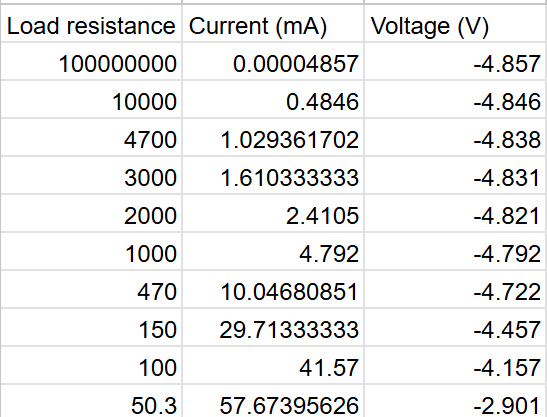 Load resistance Current (mA) Voltage (V)
100000000 0.00004857 -4.857
10000 0.4846 -4.846
4700 1.029361702 -4.838
3000 1.610333333 -4.831
2000 2.4105 -4.821
1000 4.792 -4.792
470 10.04680851 -4.722
150 29.71333333 -4.457
100 41.57 -4.157
50.3 57.67395626 -2.901